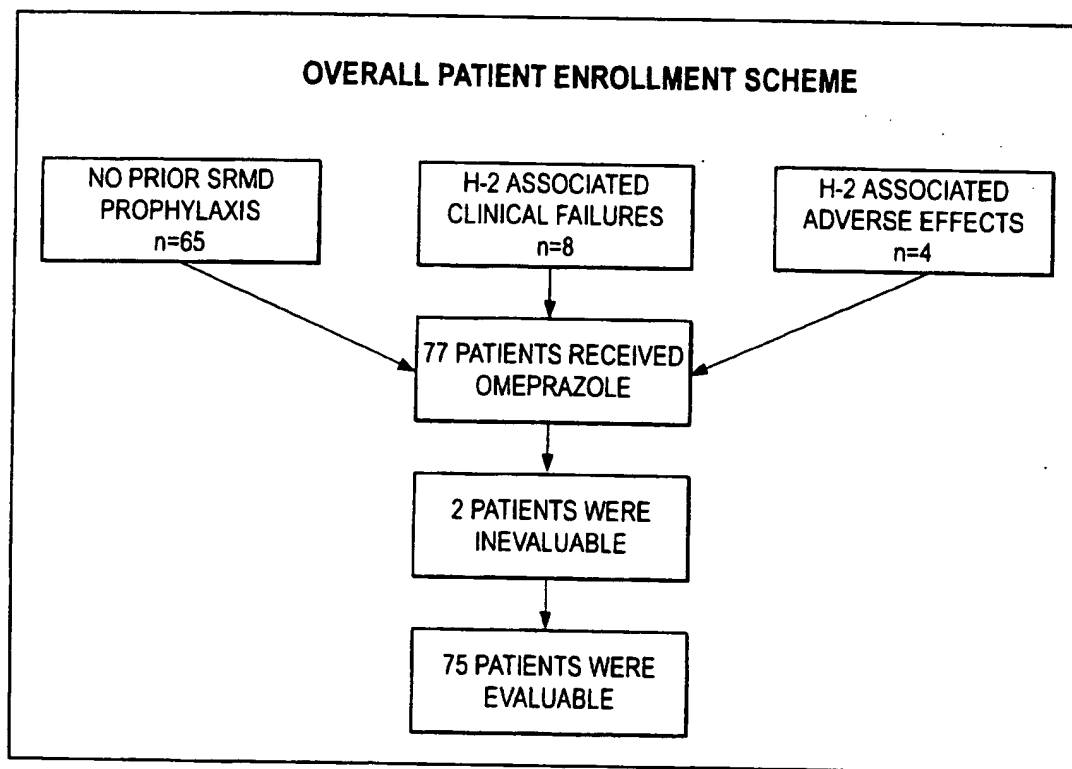 OVERALL PATIENT ENROLLMENT SCHEME
NO PRIOR SRMD
PROPHYLAXIS
n=65
H-2 ASSOCIATED
CLINICAL FAILURES
n=8
H-2 ASSOCIATED
ADVERSE EFFECTS
n=4
77 PATIENTS RECEIVED
OMEPRAZOLE
2 PATIENTS WERE
INEVALUABLE
75 PATIENTS WERE
EVALUABLE